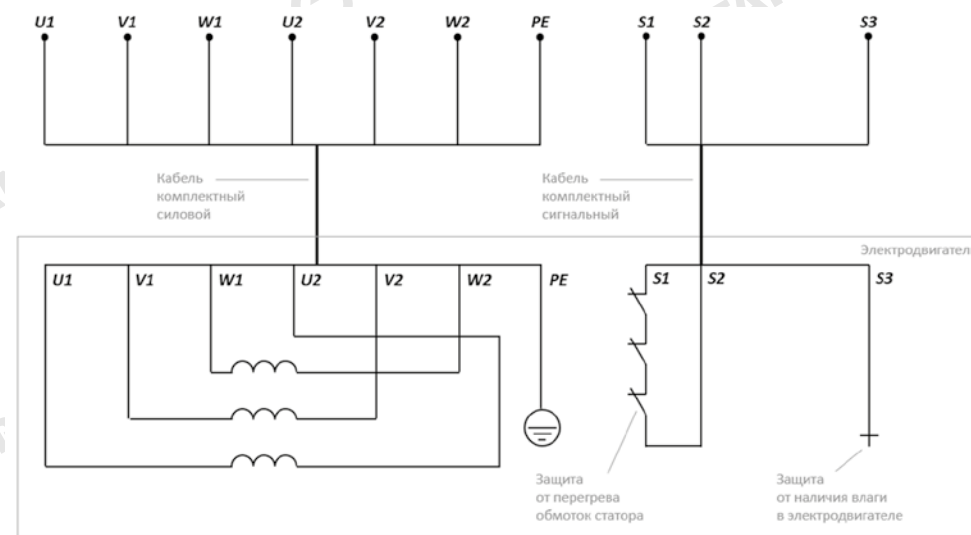 U1 V1 W1 U2 V2 W2 PE S1 S2 S3
Кабель
комплектный
силовой
Кабель
комплектный
сигнальный
Электродвигатель
U1 V1 W1 U2 V2 W2 PE S1 S2 S3
Защита
от перегрева
обмоток статора
Защита
от наличия влаги
в электродвигателе